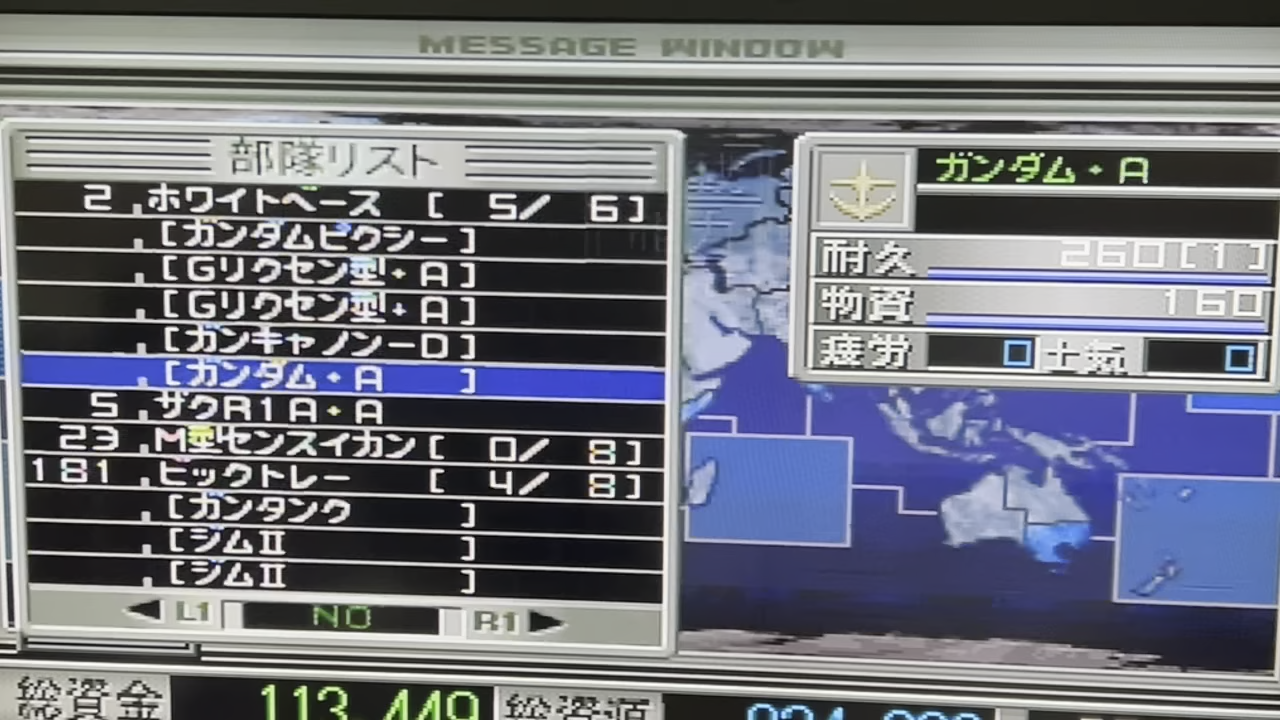 MESSAGE WINDOW
部隊リスト
2 .ホワイトベース [ 5/ 6]
.[ガンダムピクシー ]
.[Gリクセン型・A]
.[Gリクセン型・A]
.[ガンキャノンーD]
.[ガンダム・A ]
5 .ザクR1A・A
23 .M型センスイカン[ 0/ 8]
181 .ビックトレー [ 4/ 8]
.[ガンタンク ]
.[ジムII ]
.[ジムII ]
◀ L1 NO R1 ▶
ガンダム・A
耐久 260[1]
物資 160
疲労 0 士気 0
総資金 113,449 総資源